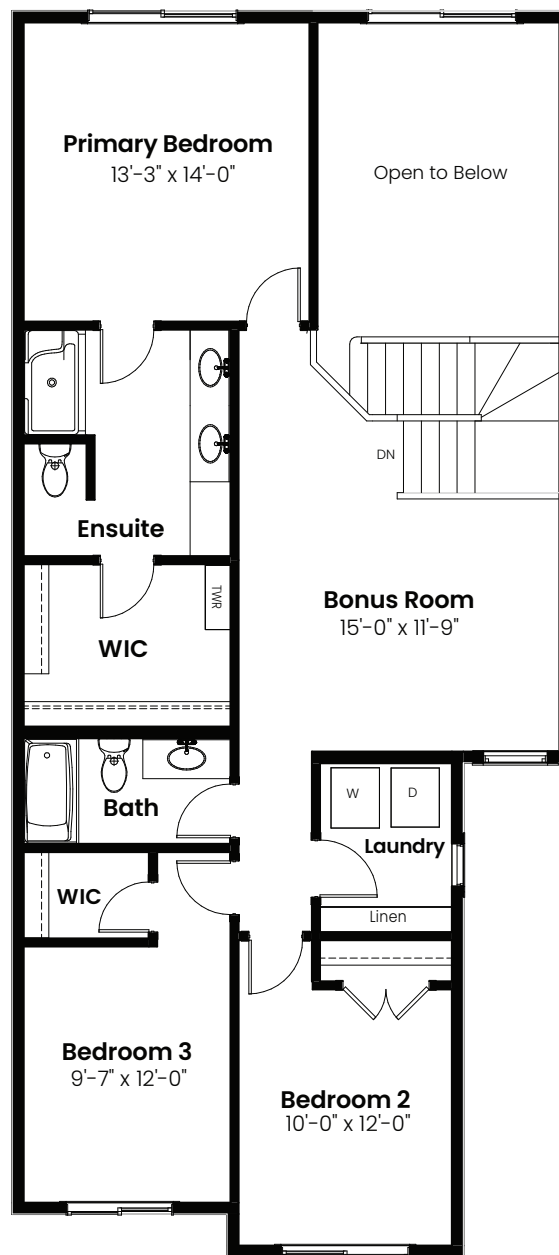 Primary Bedroom
13'-3" x 14'-0"
Open to Below
DN
Ensuite
TWR
Bonus Room
15'-0" x 11'-9"
WIC
W
D
Bath
Laundry
WIC
Linen
Bedroom 3
9'-7" x 12'-0"
Bedroom 2
10'-0" x 12'-0"